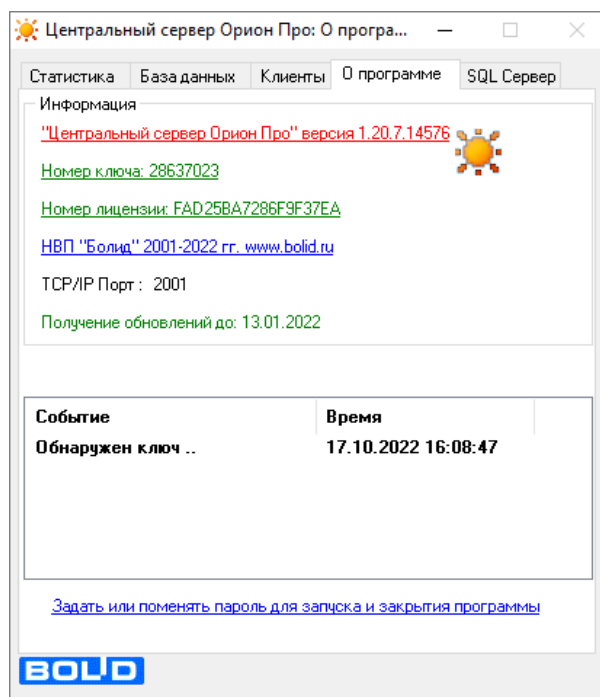 Центральный сервер Орион Про: О програ...
Статистика База данных Клиенты О программе SQL Сервер
Информация
"Центральный сервер Орион Про" версия 1.20.7.14576
Номер ключа: 28637023
Номер лицензии: FAD25BA7286F9F37EA
НВП "Болид" 2001-2022 гг. www.bolid.ru
TCP/IP Порт : 2001
Получение обновлений до: 13.01.2022
Событие Время
Обнаружен ключ .. 17.10.2022 16:08:47
Задать или поменять пароль для запуска и закрытия программы
BOLID